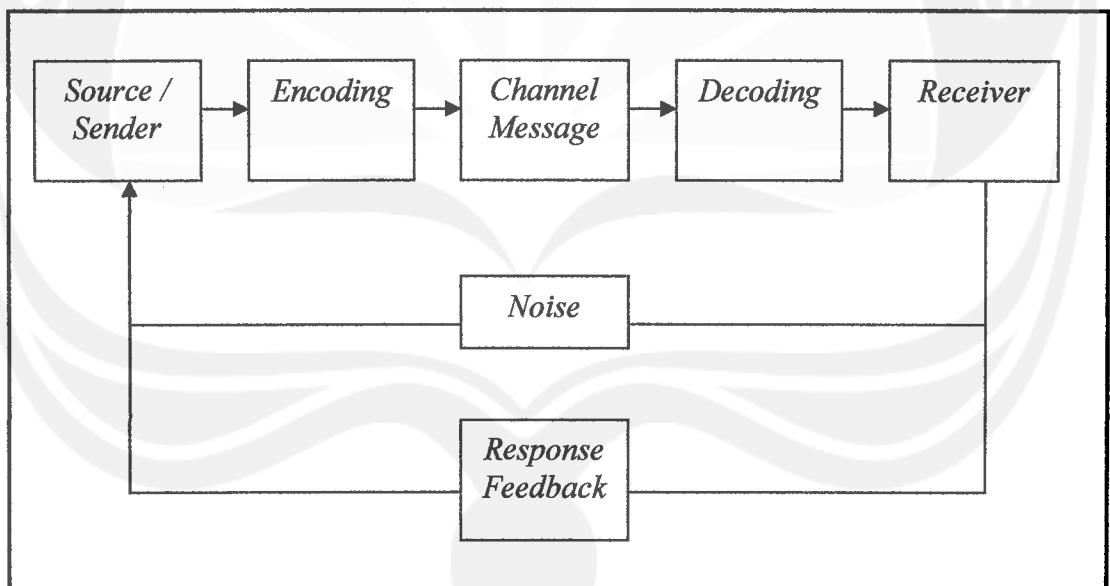 Source /
Sender
Encoding
Channel
Message
Decoding
Receiver
Noise
Response
Feedback